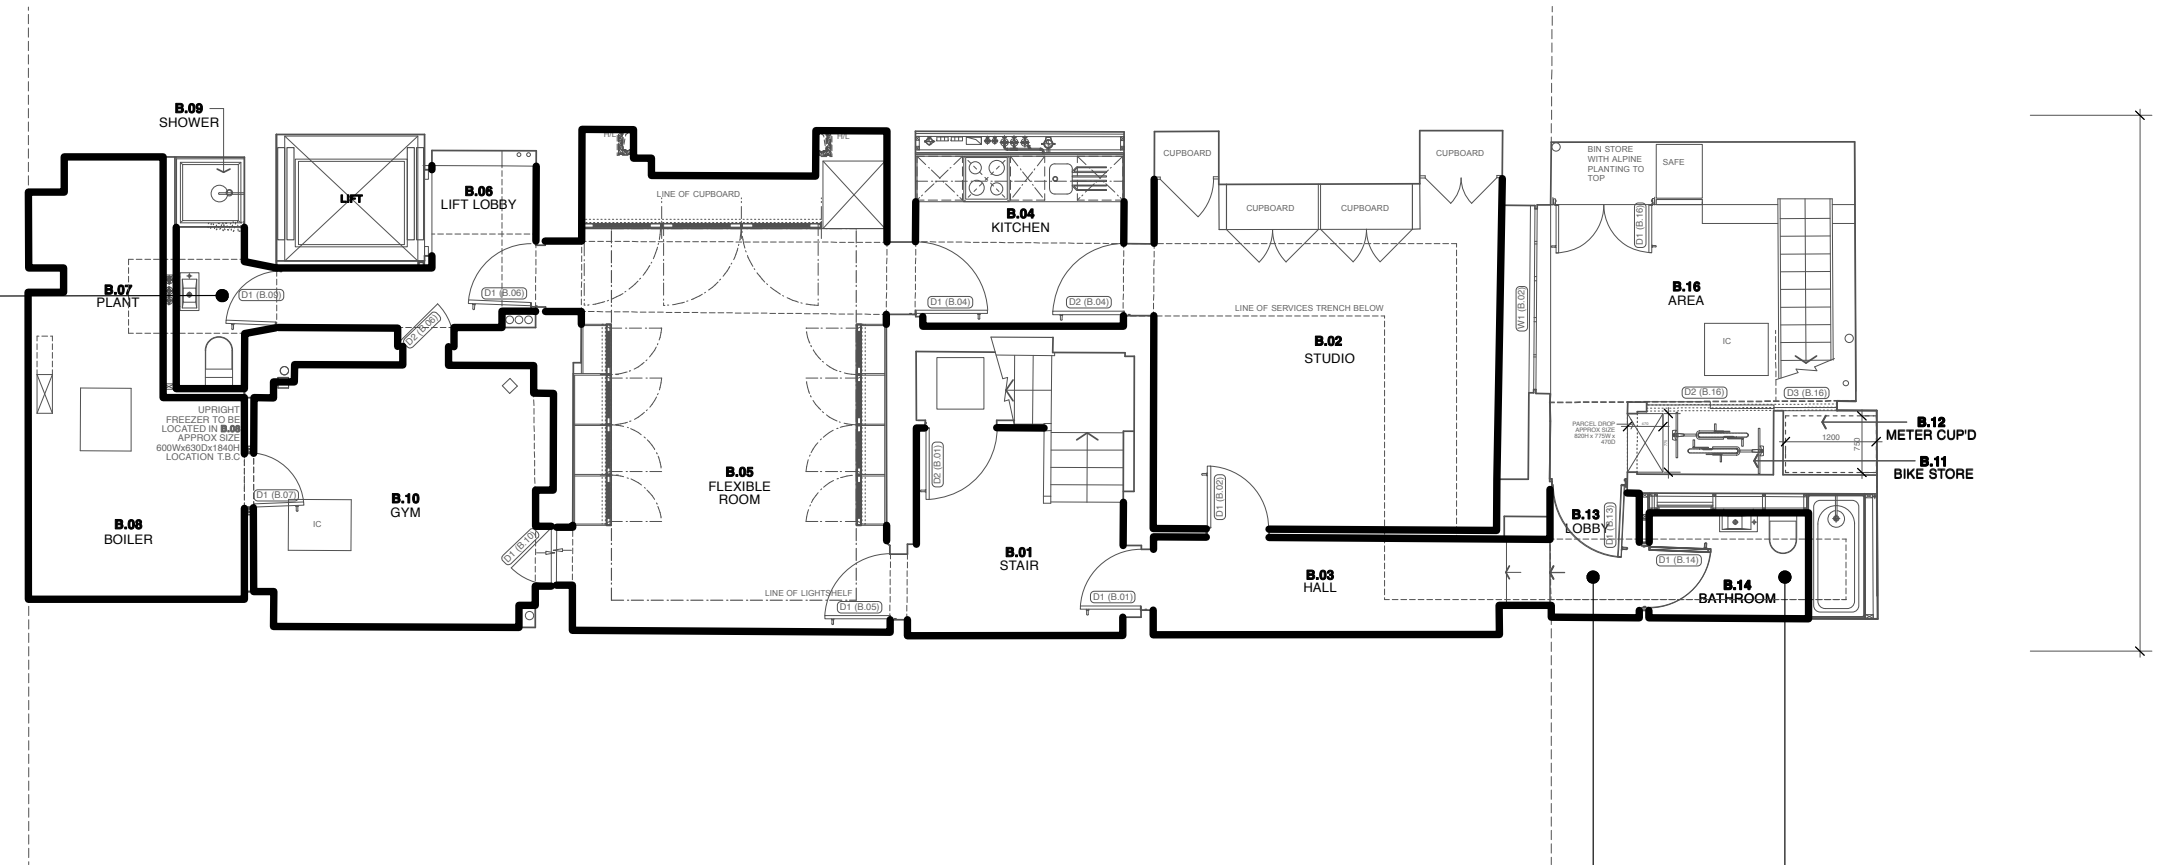 B.09
SHOWER
LIFT
B.06
LIFT LOBBY
H/L
LINE OF CUPBOARD
H/L
B.04
KITCHEN
CUPBOARD
CUPBOARD
CUPBOARD
CUPBOARD
BIN STORE
WITH ALPINE
PLANTING TO
TOP
SAFE
D1 (B.16)
B.07
PLANT
D1 (B.09)
D2 (B.06)
D1 (B.06)
D1 (B.04)
D2 (B.04)
LINE OF SERVICES TRENCH BELOW
W1 (B.02)
B.16
AREA
IC
B.02
STUDIO
D2 (B.16)
D3 (B.16)
UPRIGHT
FREEZER TO BE
LOCATED IN B.08
APPROX SIZE
600Wx630Dx1840H
LOCATION T.B.C
PARCEL DROP
APPROX SIZE
820H x 775W x
470D
470
1200
750
B.12
METER CUP'D
B.11
BIKE STORE
D2 (B.01)
B.05
FLEXIBLE
ROOM
D1 (B.07)
B.10
GYM
IC
B.08
BOILER
D1 (B.10)
D1 (B.02)
B.13
LOBBY
D1 (B.13)
B.01
STAIR
D1 (B.14)
B.03
HALL
B.14
BATHROOM
LINE OF LIGHTSHELF
D1 (B.05)
D1 (B.01)